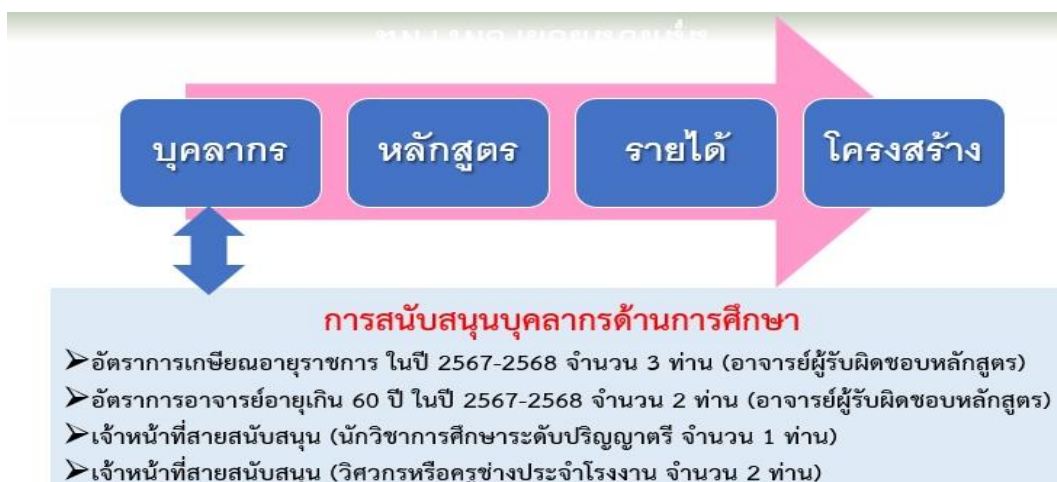 บุคลากร
หลักสูตร
รายได้
โครงสร้าง
การสนับสนุนบุคลากรด้านการศึกษา
➤อัตราการเกษียณอายุราชการ ในปี 2567-2568 จำนวน 3 ท่าน (อาจารย์ผู้รับผิดชอบหลักสูตร)
➤อัตราการอาจารย์อายุเกิน 60 ปี ในปี 2567-2568 จำนวน 2 ท่าน (อาจารย์ผู้รับผิดชอบหลักสูตร)
➤เจ้าหน้าที่สายสนับสนุน (นักวิชาการศึกษาระดับปริญญาตรี จำนวน 1 ท่าน)
➤เจ้าหน้าที่สายสนับสนุน (วิศวกรหรือครูช่างประจำโรงงาน จำนวน 2 ท่าน)